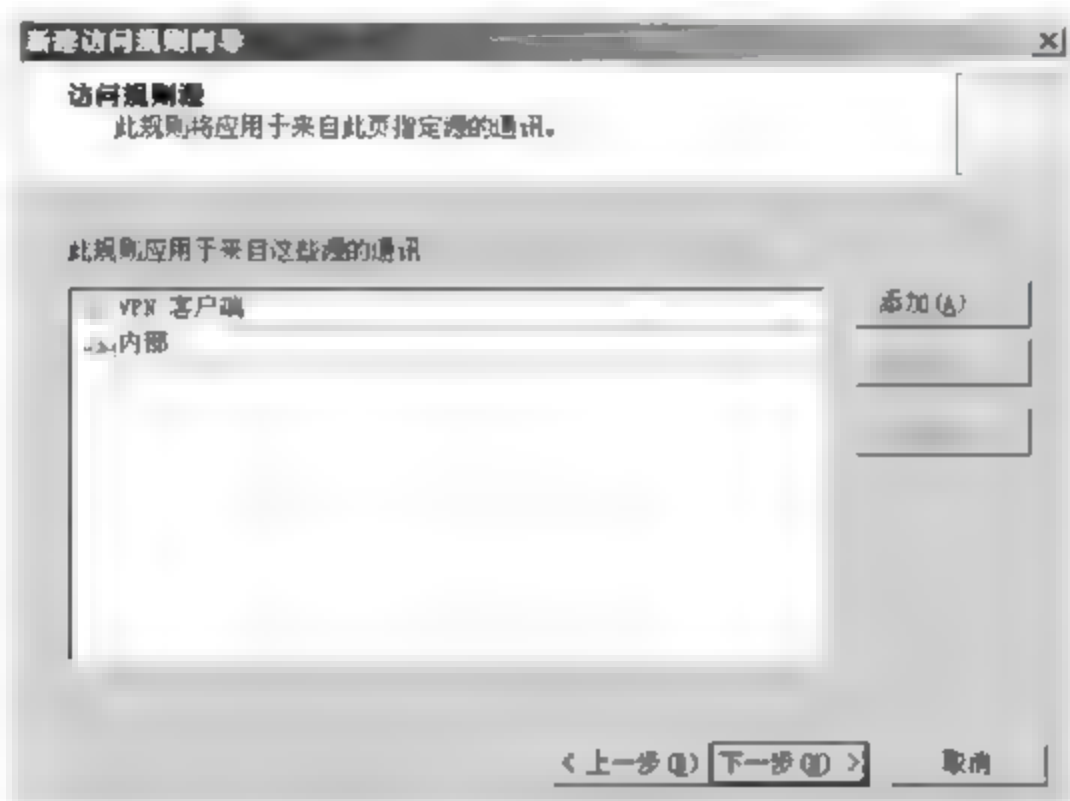 新建访问规则向导
访问规则源
此规则将应用于来自此页指定源的通讯。
此规则应用于来自这些源的通讯
VPN 客户端
内部
添加(A)
< 上一步(B)
下一步(N) >
取消